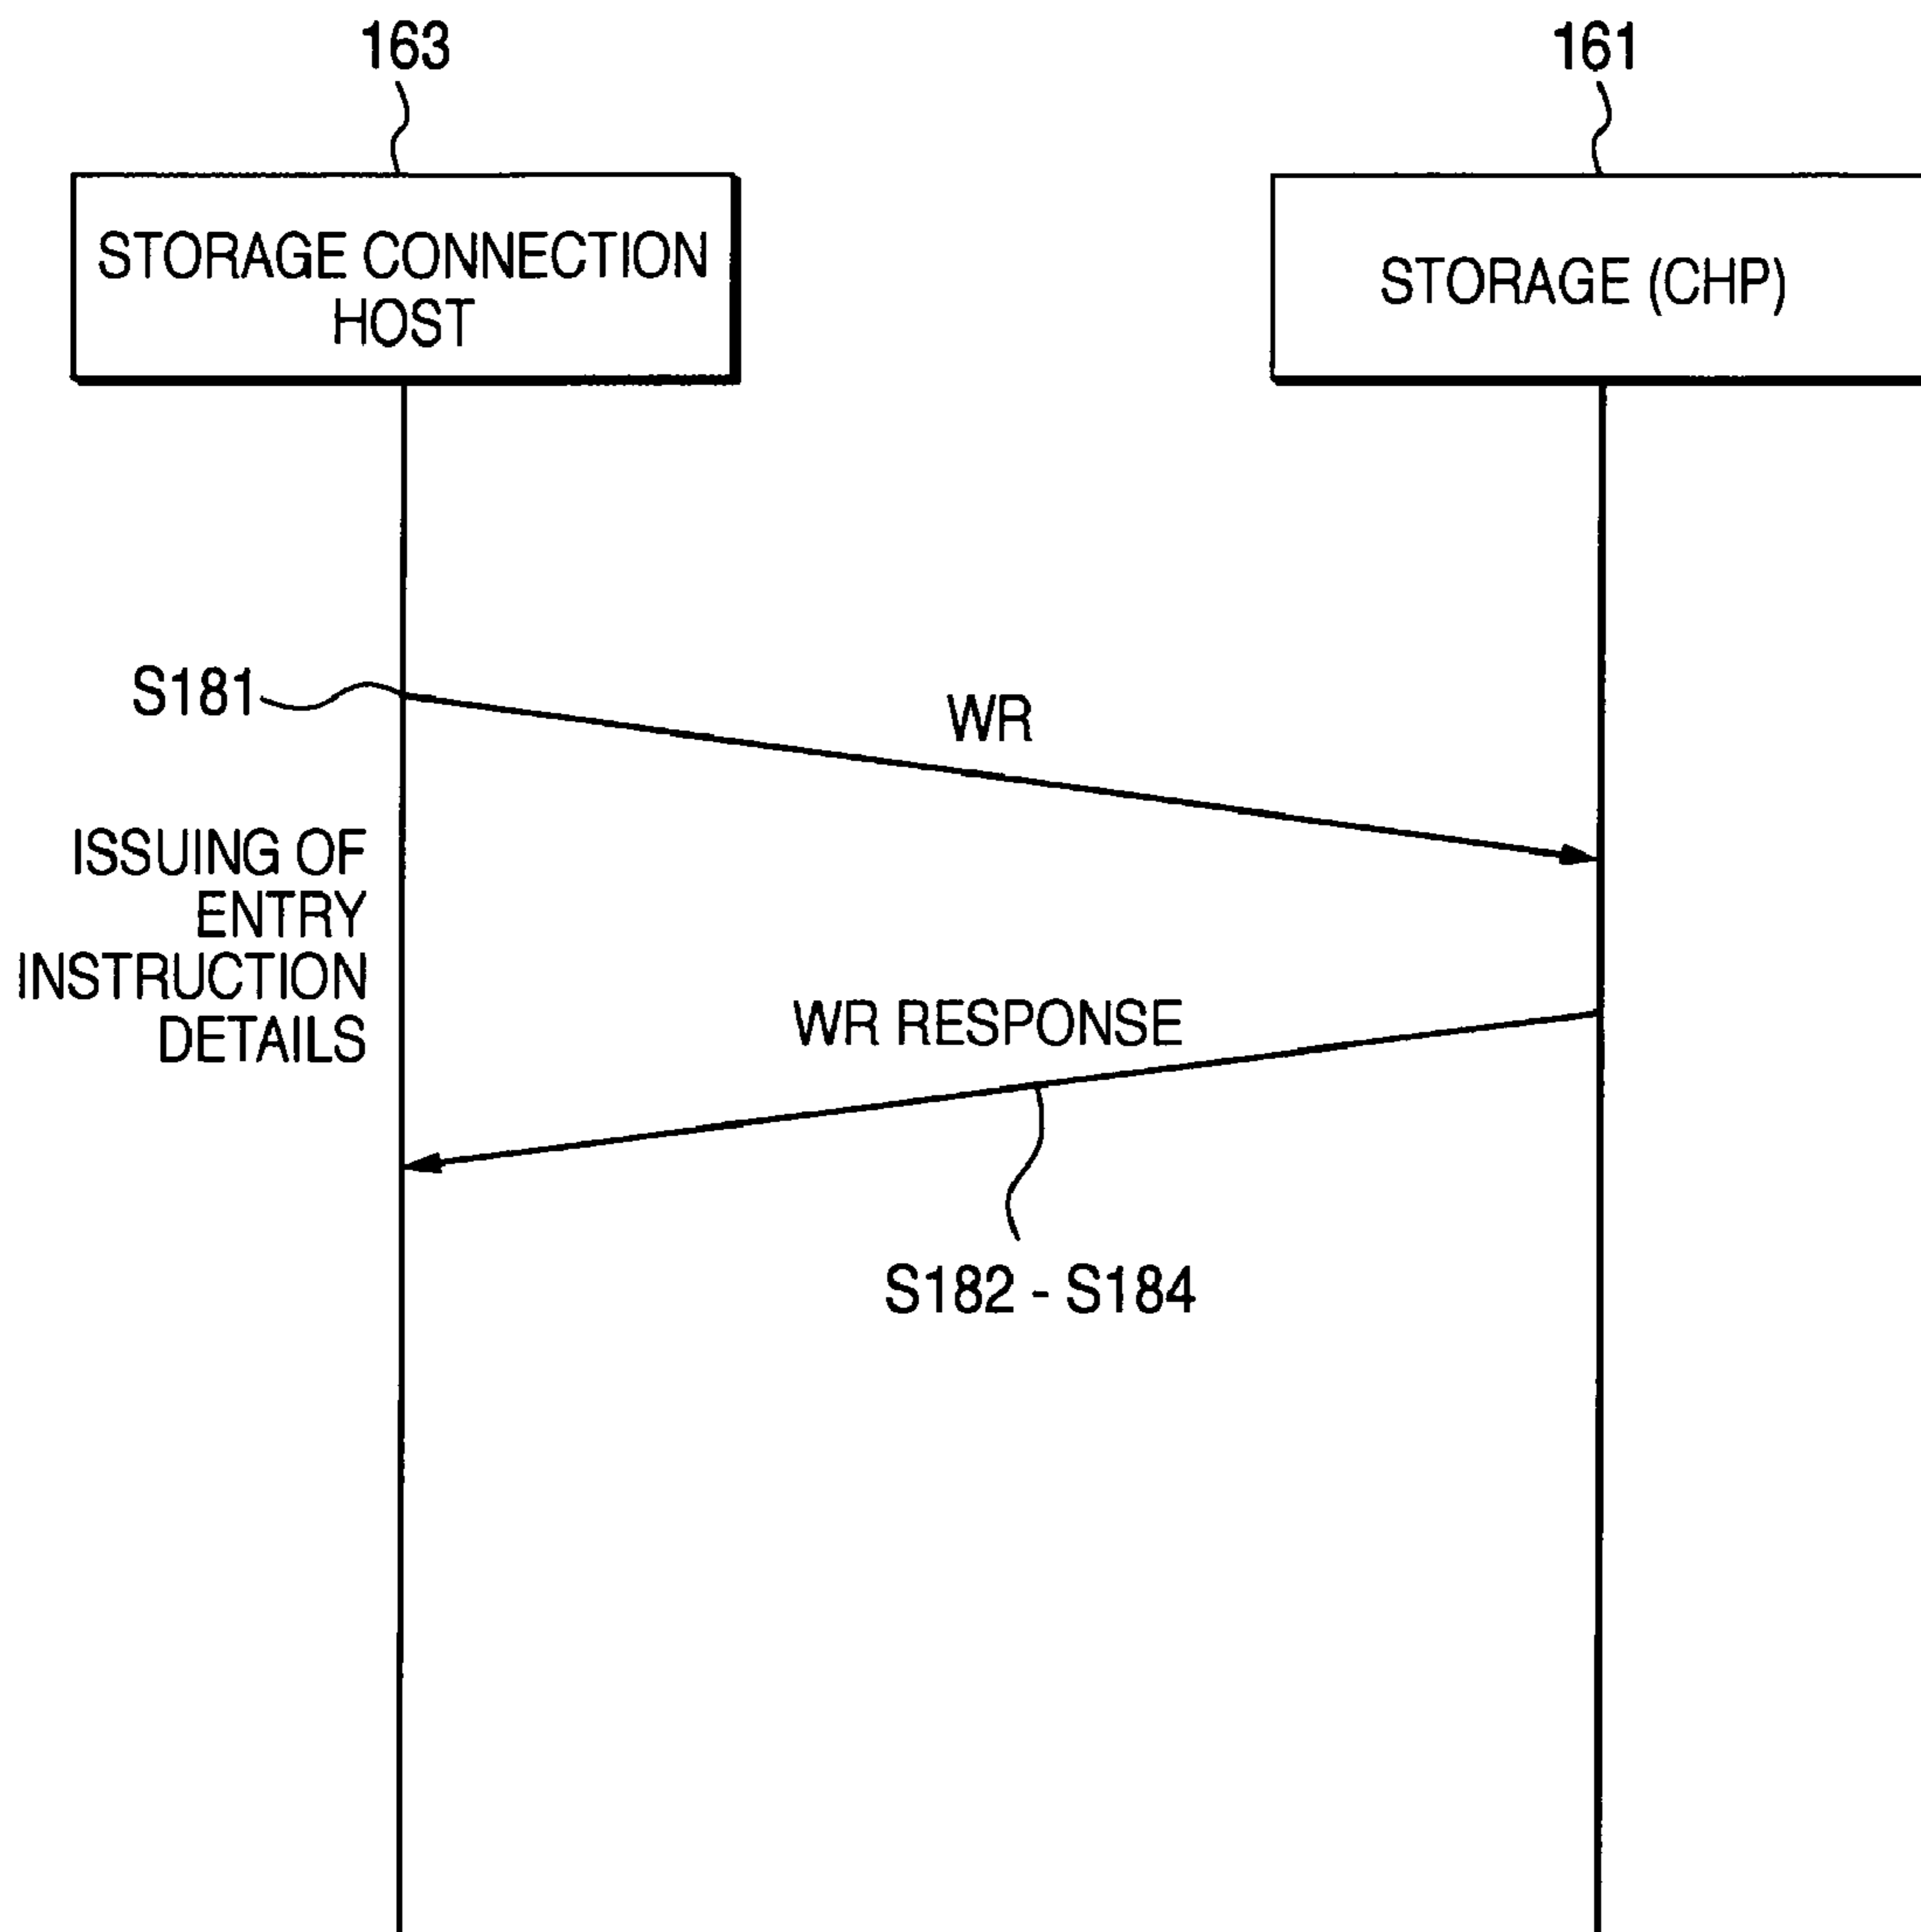 163
161
STORAGE CONNECTION
HOST
STORAGE (CHP)
S181
WR
ISSUING OF
ENTRY
INSTRUCTION
DETAILS
WR RESPONSE
S182 - S184